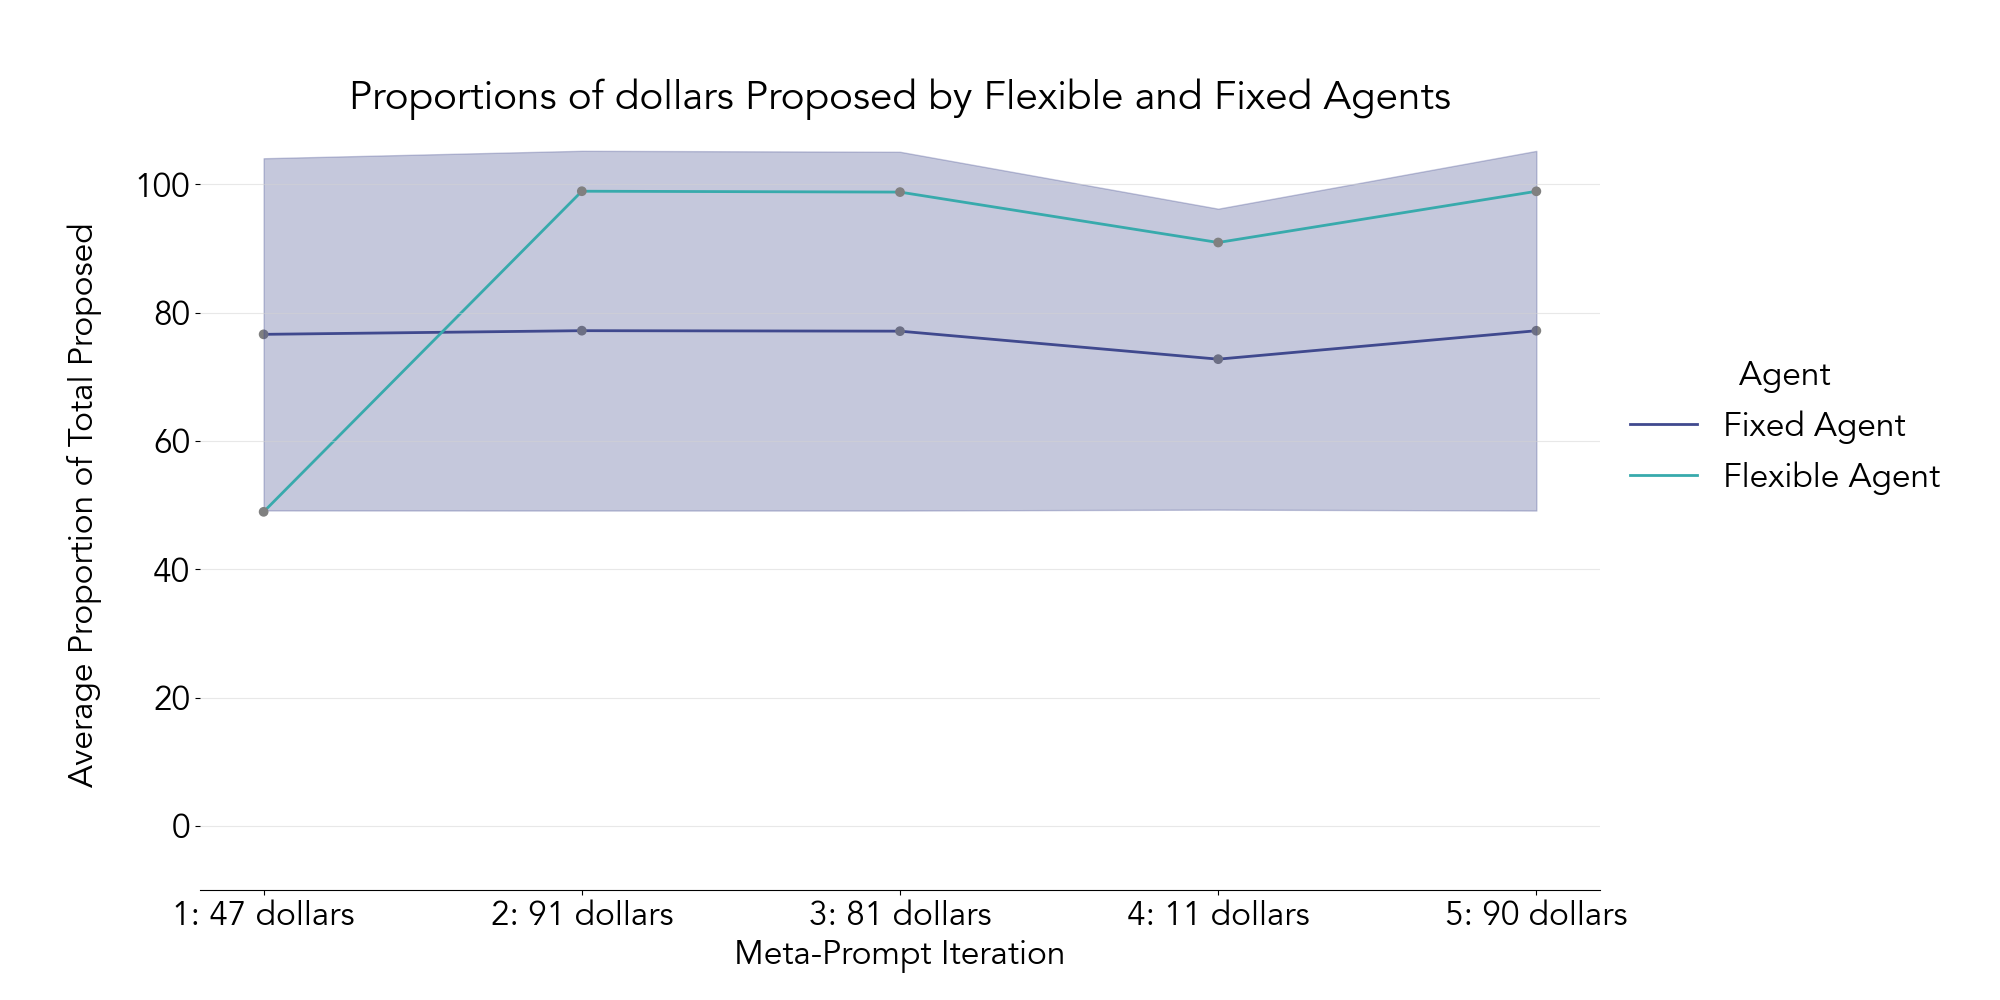 Proportions of dollars Proposed by Flexible and Fixed Agents
Average Proportion of Total Proposed
100
80
60
40
20
0
1: 47 dollars
2: 91 dollars
3: 81 dollars
4: 11 dollars
5: 90 dollars
Meta-Prompt Iteration
Agent
Fixed Agent
Flexible Agent